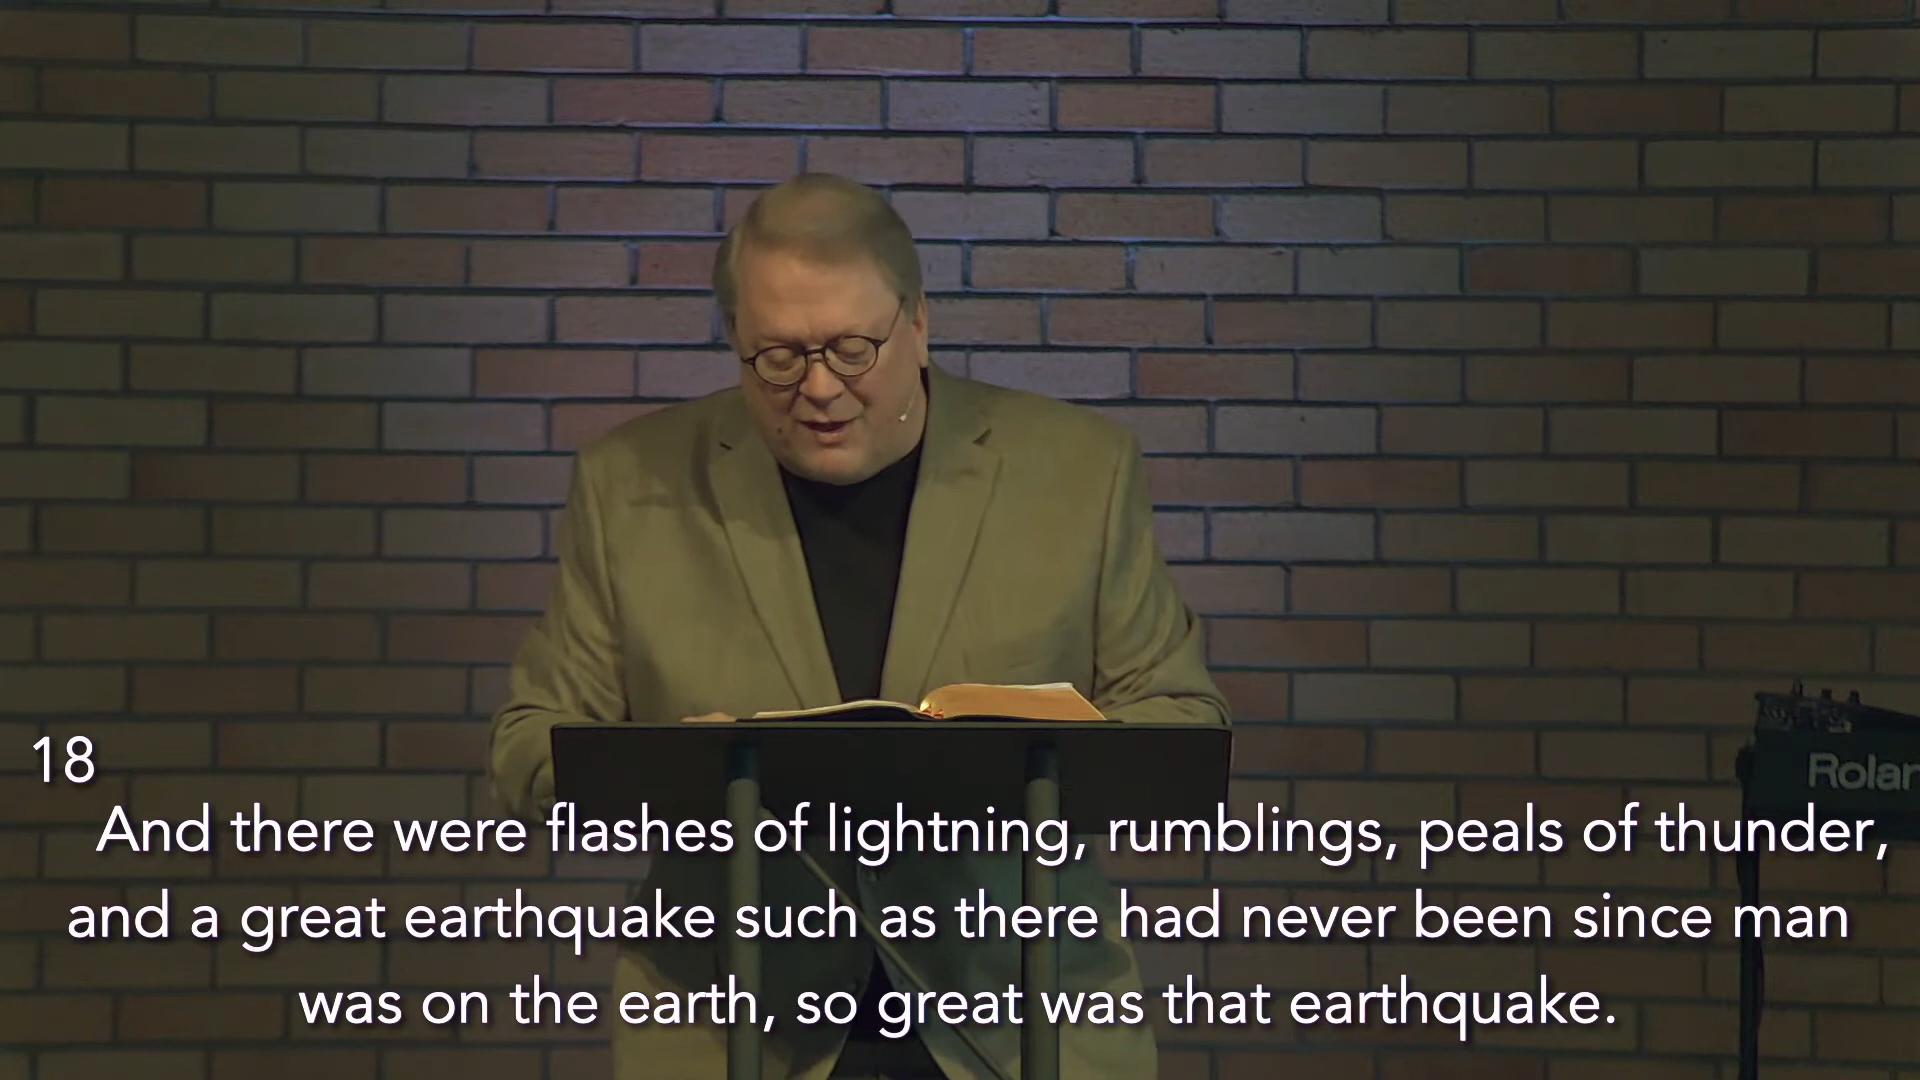 18
And there were flashes of lightning, rumblings, peals of thunder,
and a great earthquake such as there had never been since man
was on the earth, so great was that earthquake.
Rolan